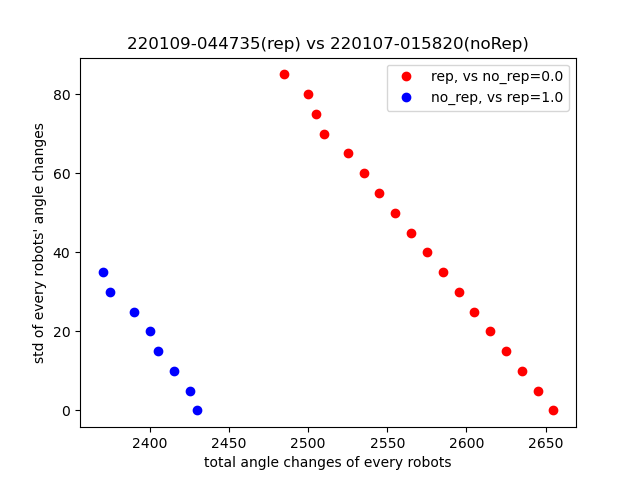 220109-044735(rep) vs 220107-015820(noRep)
rep, vs no_rep=0.0
no_rep, vs rep=1.0
std of every robots' angle changes
80
60
40
20
0
2400 2450 2500 2550 2600 2650
total angle changes of every robots